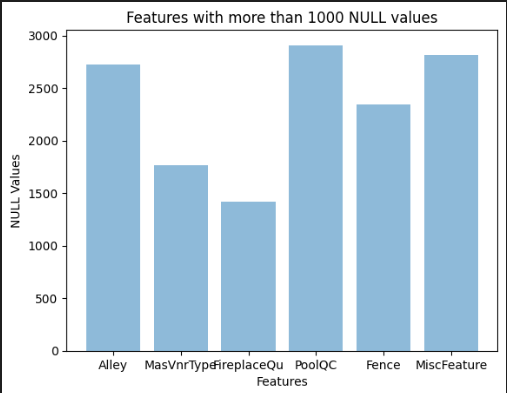 Features with more than 1000 NULL values
NULL Values
3000
2500
2000
1500
1000
500
0
Alley MasVnrType FireplaceQu PoolQC Fence MiscFeature
Features